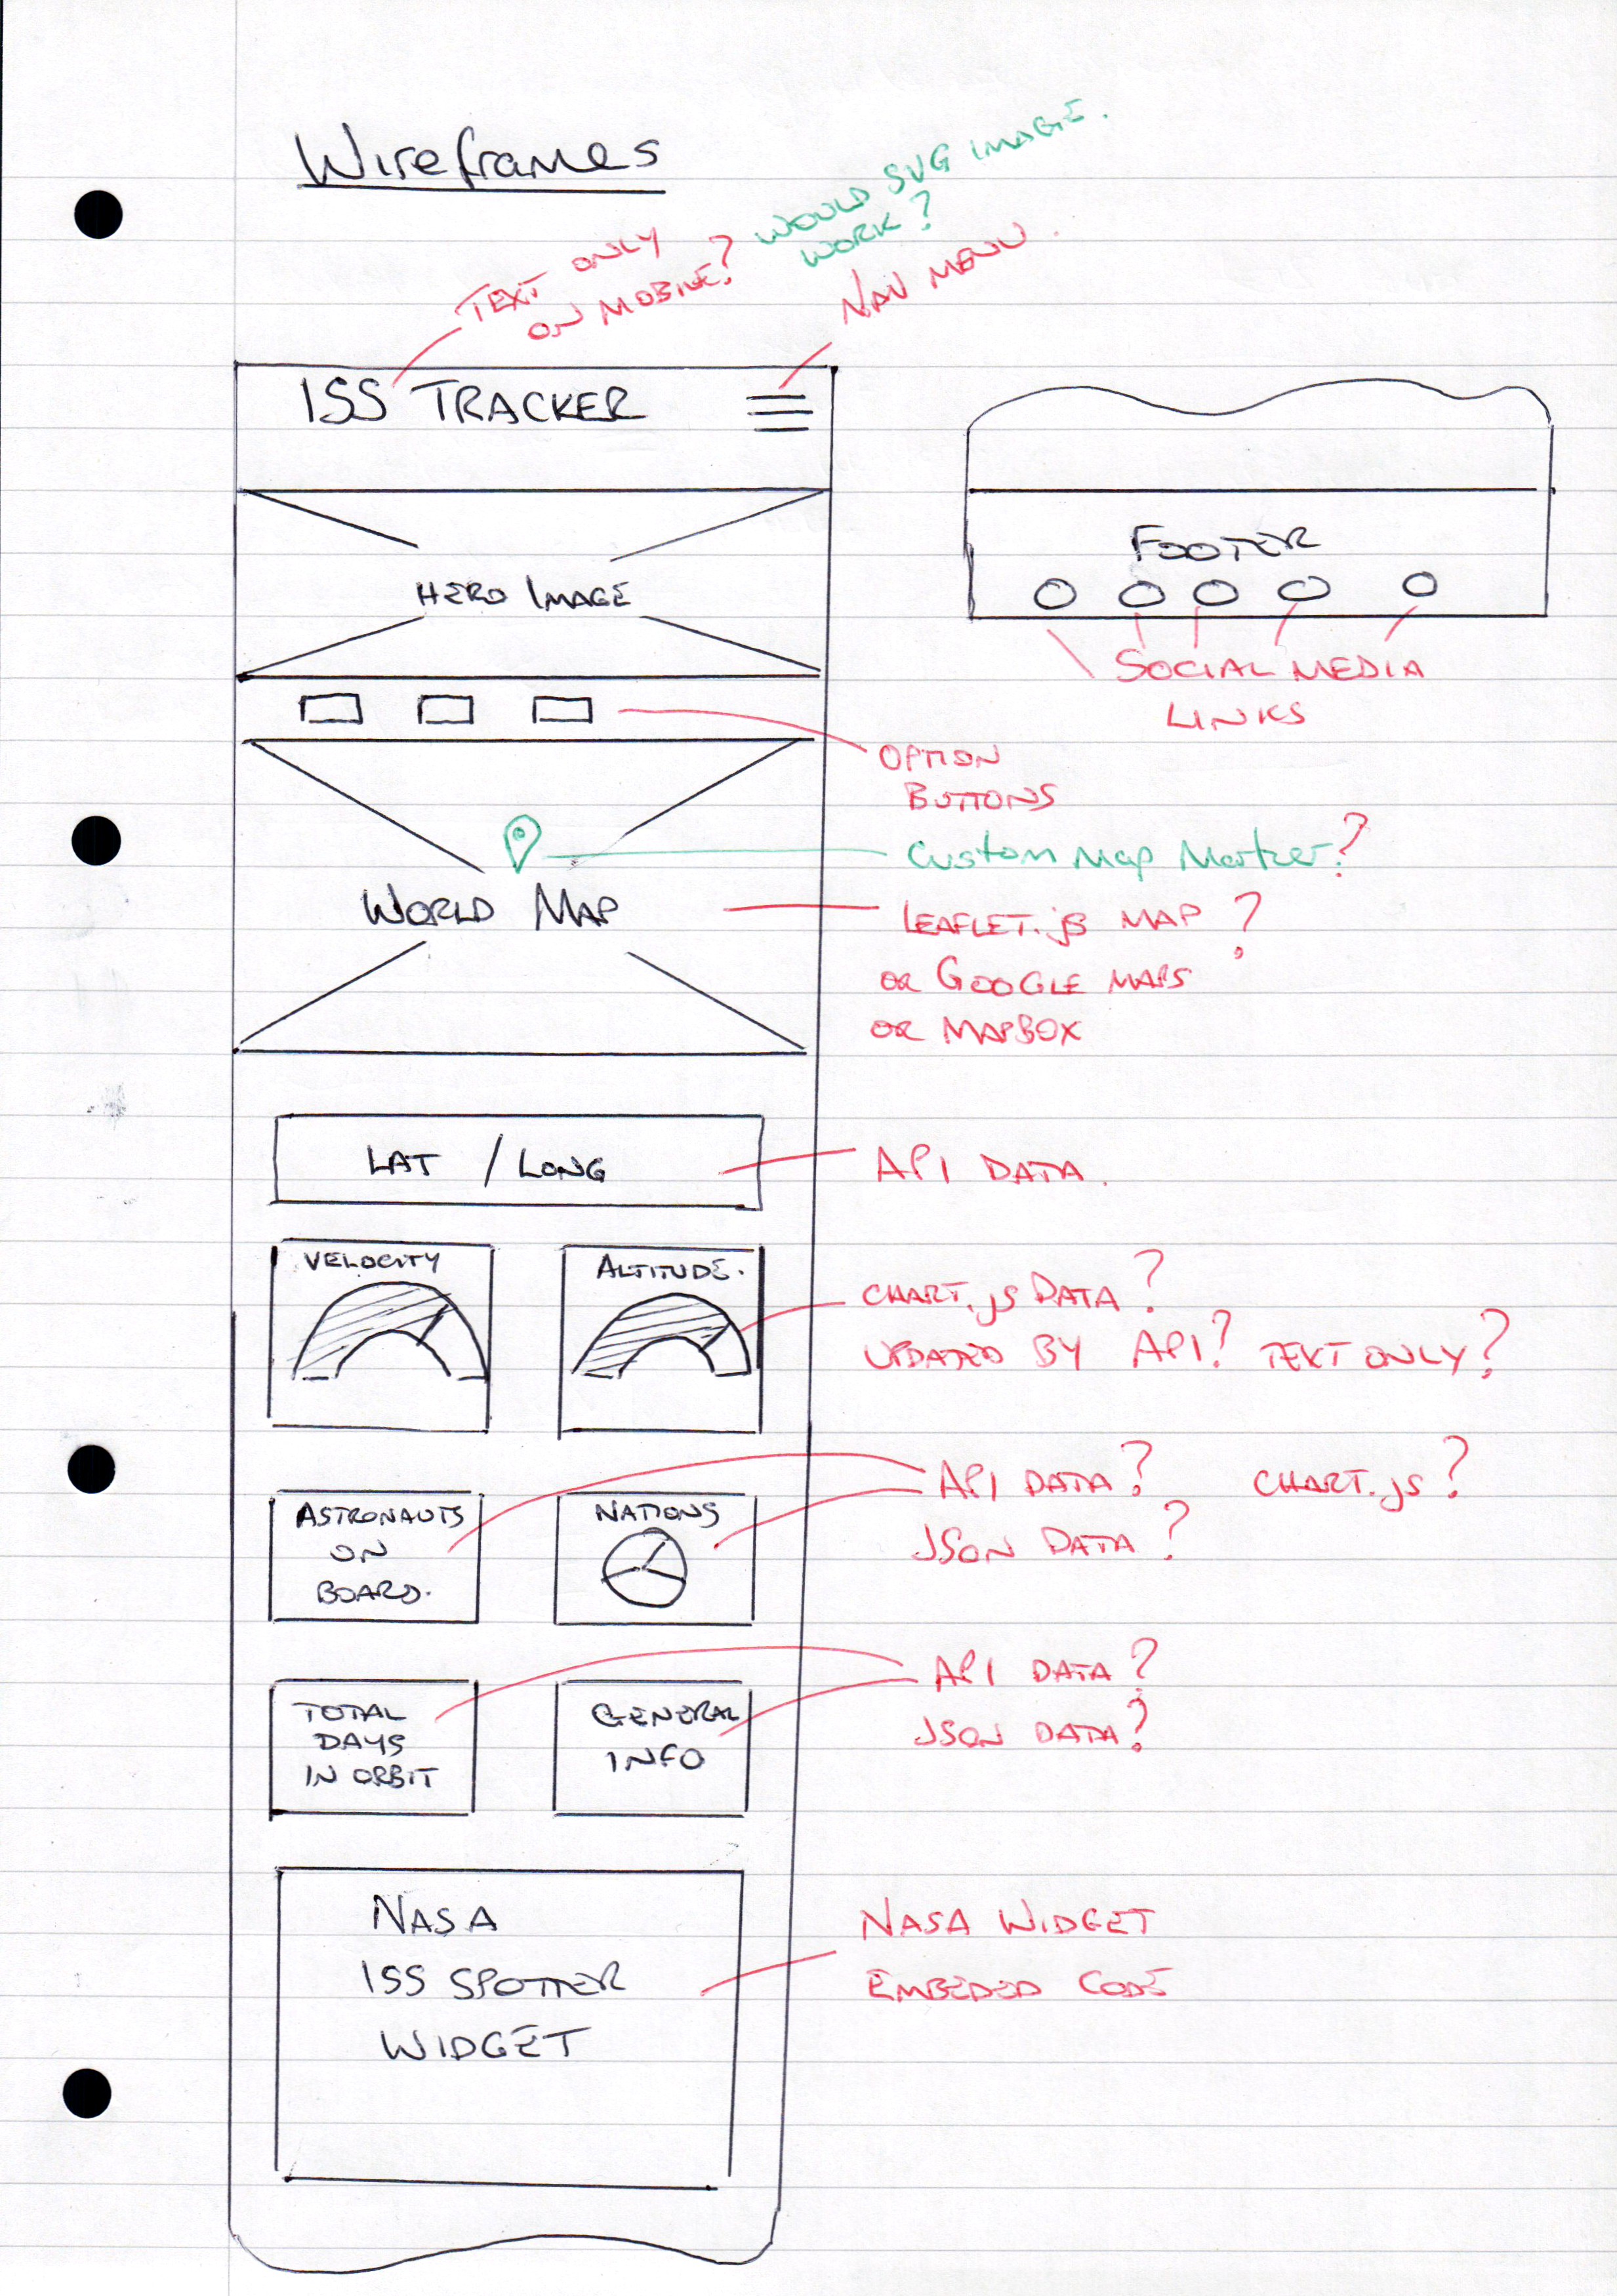 Wireframes
TEXT ONLY
ON MOBILE?
WOULD SVG IMAGE.
WORK?
NAV MENU.
ISS TRACKER
HERO IMAGE
FOOTER
SOCIAL MEDIA
LINKS
OPTION
BUTTONS
Custom Map Marker?
WORLD MAP
LEAFLET.js MAP ?
OR GOOGLE MAPS
OR MAPBOX
LAT / LONG
API DATA.
VELOCITY
ALTITUDE.
CHART.js DATA?
UPDATED BY API? TEXT ONLY?
ASTRONAUTS
ON
BOARD.
NATIONS
API DATA? CHART.js?
JSON DATA?
TOTAL
DAYS
IN ORBIT
GENERAL
INFO
API DATA?
JSON DATA?
NASA
ISS SPOTTER
WIDGET
NASA WIDGET
EMBEDED CODE